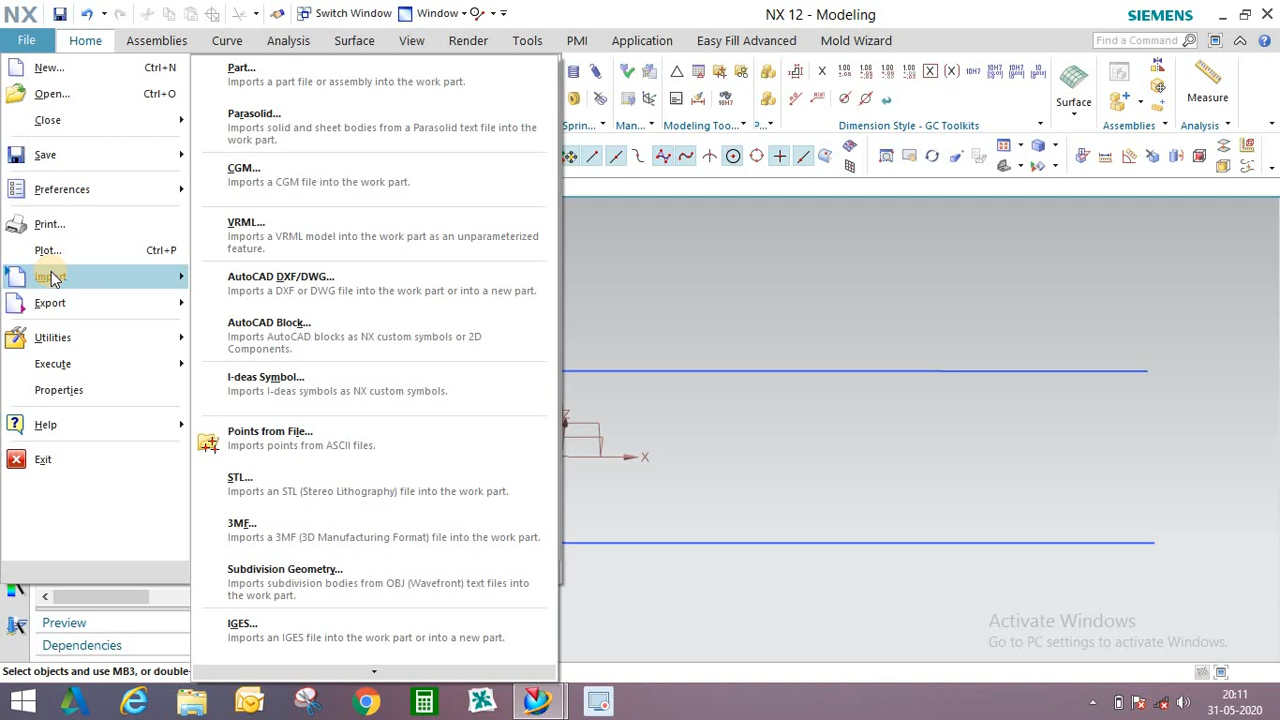 NX
Switch Window
Window
NX 12 - Modeling
SIEMENS
File
Home
Assemblies
Curve
Analysis
Surface
View
Render
Tools
PMI
Application
Easy Fill Advanced
Mold Wizard
Find a Command
New...
Ctrl+N
Open...
Ctrl+O
Close
Save
Preferences
Print...
Plot...
Ctrl+P
Import
Export
Utilities
Execute
Properties
Help
Exit
Preview
Dependencies
Select objects and use MB3, or double-
Part...
Imports a part file or assembly into the work part.
Parasolid...
Imports solid and sheet bodies from a Parasolid text file into the
work part.
CGM...
Imports a CGM file into the work part.
VRML...
Imports a VRML model into the work part as an unparameterized
feature.
AutoCAD DXF/DWG...
Imports a DXF or DWG file into the work part or into a new part.
AutoCAD Block...
Imports AutoCAD blocks as NX custom symbols or 2D
Components.
I-deas Symbol...
Imports I-deas symbols as NX custom symbols.
Points from File...
Imports points from ASCII files.
STL...
Imports an STL (Stereo Lithography) file into the work part.
3MF...
Imports a 3MF (3D Manufacturing Format) file into the work part.
Subdivision Geometry...
Imports subdivision bodies from OBJ (Wavefront) text files into
the work part.
IGES...
Imports an IGES file into the work part or into a new part.
Sprin...
Man...
Modeling Too...
P...
Dimension Style - GC Toolkits
Surface
Assemblies
Measure
Analysis
Z
X
Activate Windows
Go to PC settings to activate Windows.
20:11
31-05-2020